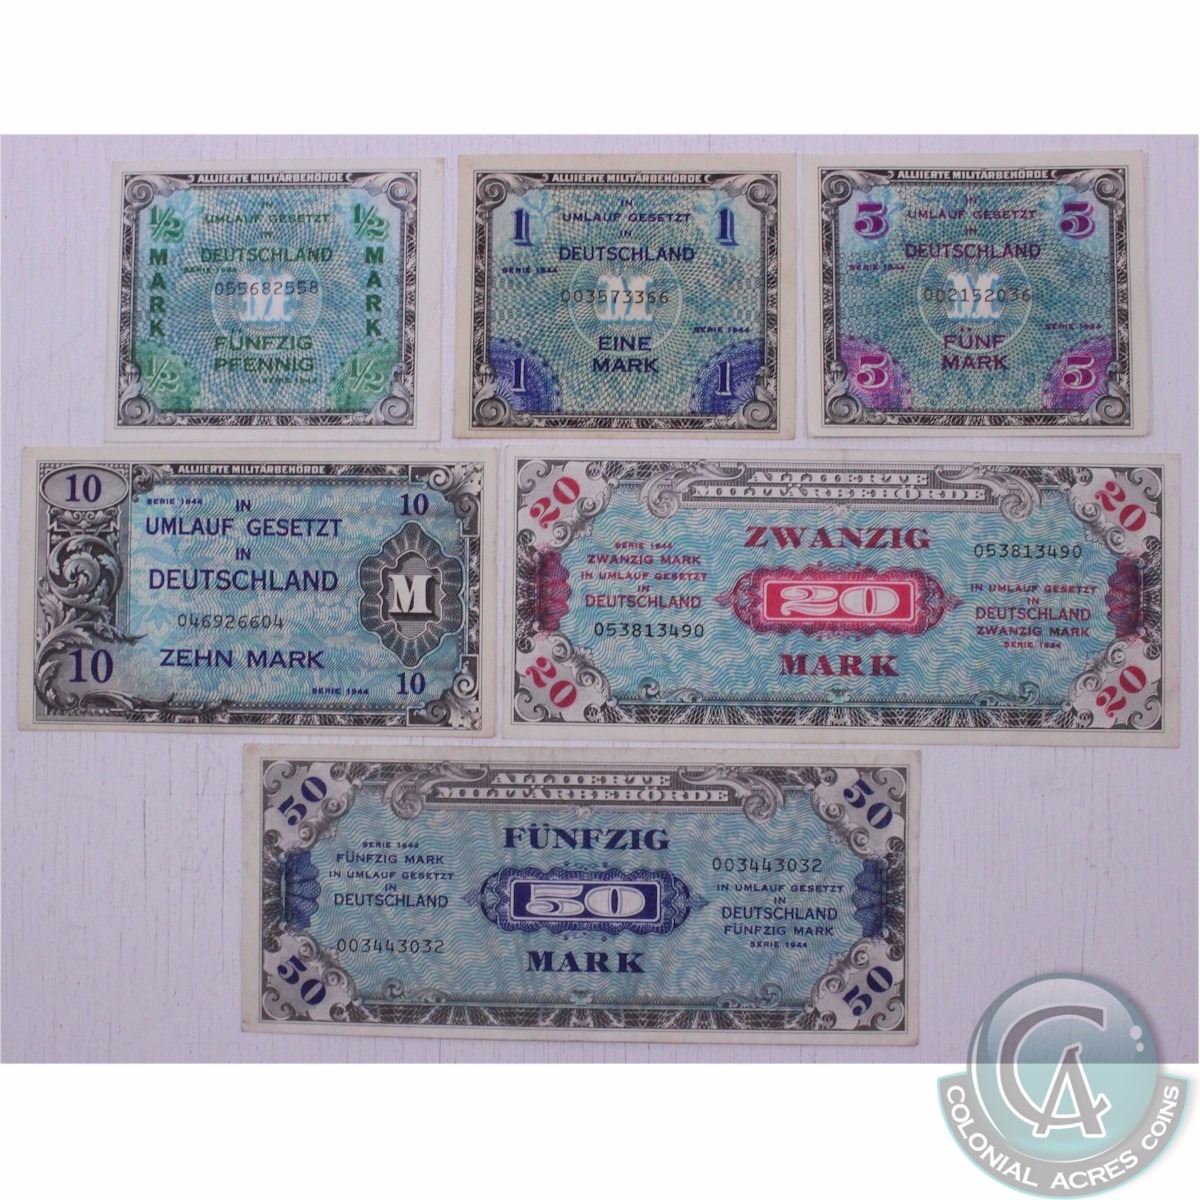 ALLIIERTE MILITÄRBEHÖRDE
1/2 MARK
1/2 MARK
IN
UMLAUF GESETZT
IN
DEUTSCHLAND
SERIE 1944
055682558
M
FÜNFZIG
PFENNIG
SERIE 1944
1/2
1/2
ALLIIERTE MILITÄRBEHÖRDE
1
1
IN
UMLAUF GESETZT
IN
DEUTSCHLAND
SERIE 1944
003573366
M
SERIE 1944
EINE
MARK
1
1
ALLIIERTE MILITÄRBEHÖRDE
5
5
IN
UMLAUF GESETZT
IN
DEUTSCHLAND
SERIE 1944
002152036
M
SERIE 1944
FÜNF
MARK
5
5
ALLIIERTE MILITÄRBEHÖRDE
10
SERIE 1944
10
IN
UMLAUF GESETZT
IN
DEUTSCHLAND
M
046926604
10
ZEHN MARK
10
SERIE 1944
ALLIIERTE
MILITÄRBEHÖRDE
20
20
ZWANZIG
053813490
SERIE 1944
ZWANZIG MARK
IN UMLAUF GESETZT
IN
DEUTSCHLAND
053813490
20
IN UMLAUF GESETZT
IN
DEUTSCHLAND
ZWANZIG MARK
SERIE 1944
MARK
20
20
ALLIIERTE
MILITÄRBEHÖRDE
50
50
FÜNFZIG
003443032
SERIE 1944
FÜNFZIG MARK
IN UMLAUF GESETZT
IN
DEUTSCHLAND
003443032
50
IN UMLAUF GESETZT
IN
DEUTSCHLAND
FÜNFZIG MARK
SERIE 1944
MARK
50
50
CA
COLONIAL ACRES COINS